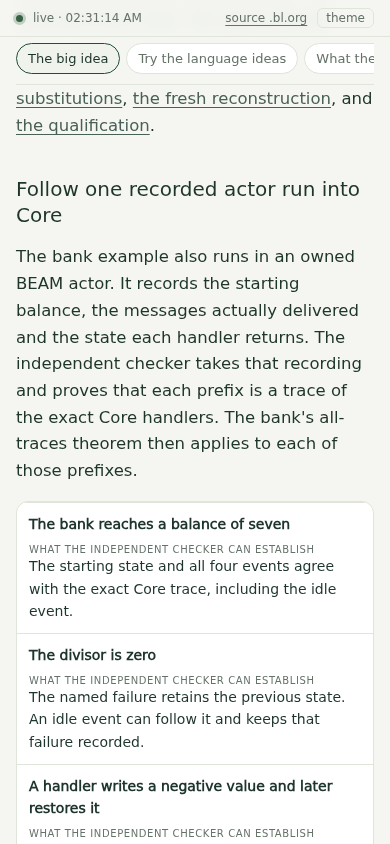 live · 02:31:14 AM
source .bl.org
theme
The big idea
Try the language ideas
What the
substitutions, the fresh reconstruction, and
the qualification.
Follow one recorded actor run into
Core
The bank example also runs in an owned
BEAM actor. It records the starting
balance, the messages actually delivered
and the state each handler returns. The
independent checker takes that recording
and proves that each prefix is a trace of
the exact Core handlers. The bank's all-
traces theorem then applies to each of
those prefixes.
The bank reaches a balance of seven
WHAT THE INDEPENDENT CHECKER CAN ESTABLISH
The starting state and all four events agree
with the exact Core trace, including the idle
event.
The divisor is zero
WHAT THE INDEPENDENT CHECKER CAN ESTABLISH
The named failure retains the previous state.
An idle event can follow it and keeps that
failure recorded.
A handler writes a negative value and later
restores it
WHAT THE INDEPENDENT CHECKER CAN ESTABLISH